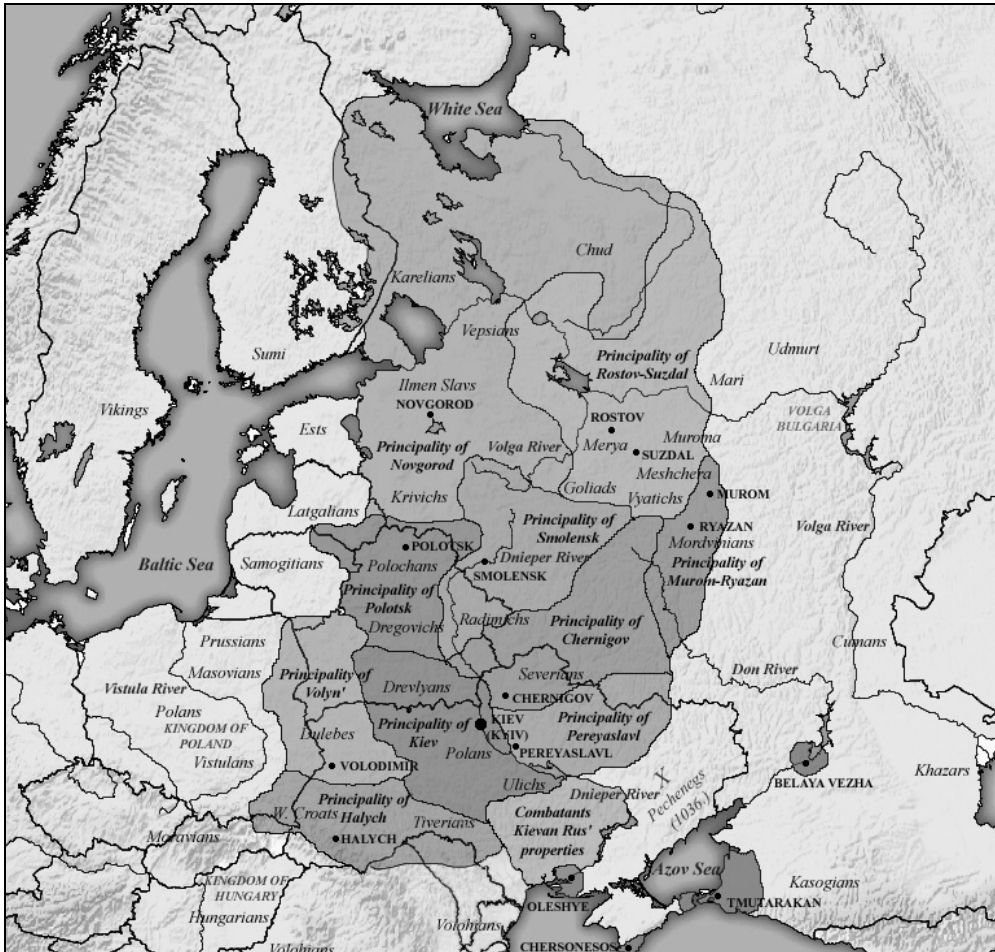 White Sea
Chud
Karelians
Vepsians
Sumi
Udmurt
Principality of
Rostov-Suzdal
Mari
Ilmen Slavs
NOVGOROD
Vikings
VOLGA
BULGARIA
ROSTOV
Ests
Principality of
Novgorod
Volga River
Merya
Muroma
SUZDAL
Meshchera
Goliads
Vyatichs
MUROM
Krivichs
Latgalians
Principality of
Smolensk
RYAZAN
Volga River
Mordvinians
POLOTSK
Dnieper River
Baltic Sea
Samogitians
Polochans
SMOLENSK
Principality of
Murom-Ryazan
Principality of
Polotsk
Radimichs
Principality of
Chernigov
Dregovichs
Prussians
Cumans
Masovians
Principality of
Volyn'
Severians
Don River
Vistula River
Drevlyans
CHERNIGOV
Polans
KINGDOM OF
POLAND
Vistulans
Dulebes
Principality of
Kiev
KIEV
(KYIV)
Principality of
Pereyaslavl
Polans
PEREYASLAVL
VOLODIMIR
Khazars
BELAYA VEZHA
Ulichs
Dnieper River
X
Pechenegs
(1036.)
Principality of
Halych
W. Croats
Tiverians
Combatants
Kievan Rus'
properties
Moravians
HALYCH
Azov Sea
KINGDOM OF
HUNGARY
Kasogians
OLESHYE
TMUTARAKAN
Hungarians
Volohians
Volohians
CHERSONESOS